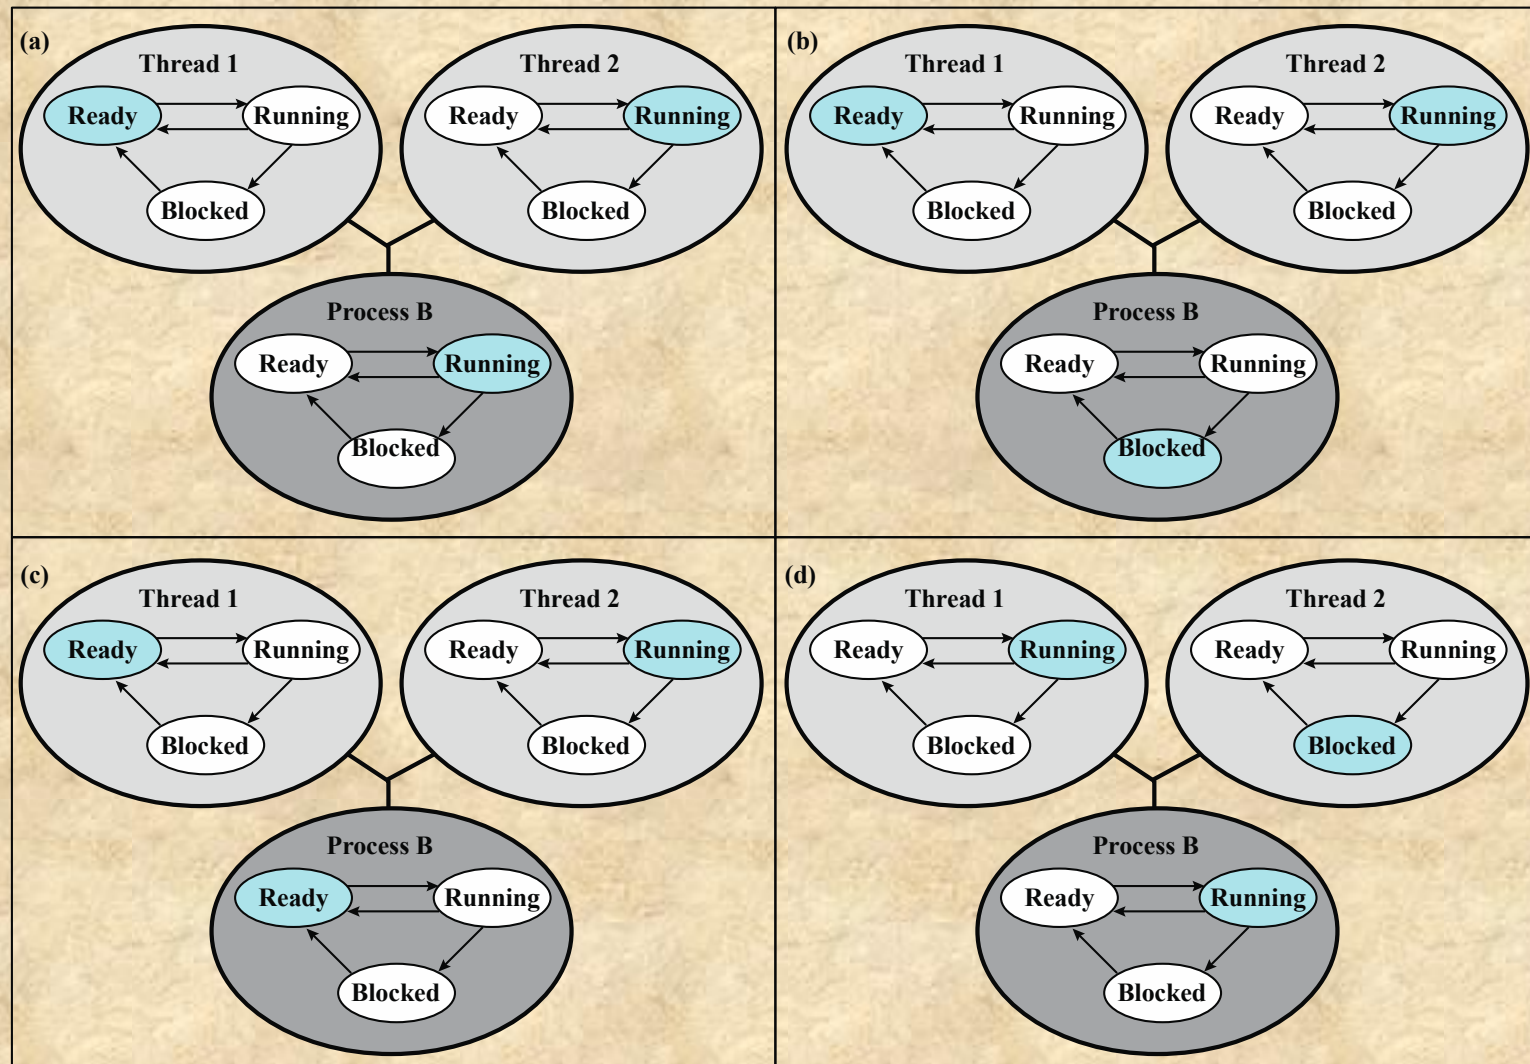 (a)
Thread 1
Ready
Running
Blocked
Thread 2
Ready
Running
Blocked
Process B
Ready
Running
Blocked
(b)
Thread 1
Ready
Running
Blocked
Thread 2
Ready
Running
Blocked
Process B
Ready
Running
Blocked
(c)
Thread 1
Ready
Running
Blocked
Thread 2
Ready
Running
Blocked
Process B
Ready
Running
Blocked
(d)
Thread 1
Ready
Running
Blocked
Thread 2
Ready
Running
Blocked
Process B
Ready
Running
Blocked